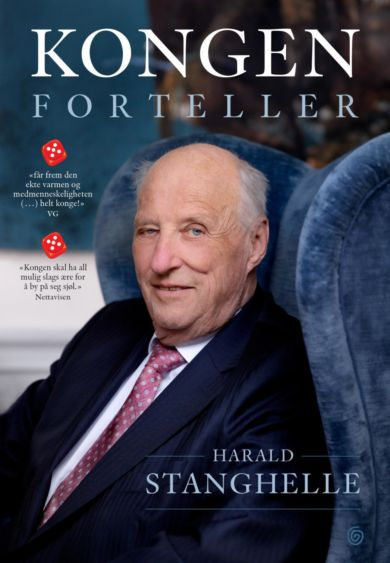 KONGEN
FORTELLER
«får frem den
ekte varmen og
medmenneskeligheten
(…) helt konge!»
VG
«Kongen skal ha all
mulig slags ære for
å by på seg sjøl.»
Nettavisen
HARALD
STANGHELLE